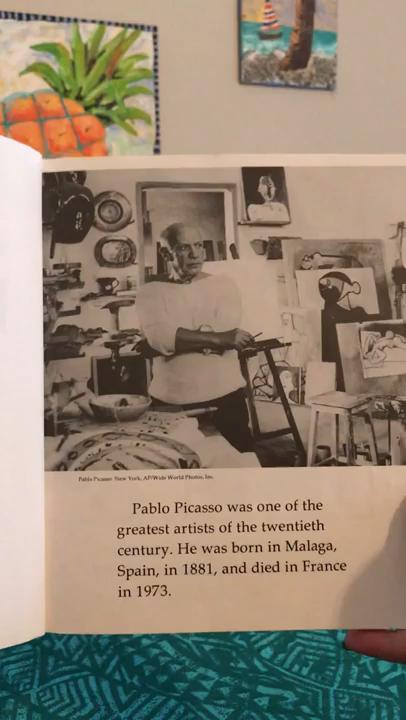 Pablo Picasso New York, AP/Wide World Photos, Inc.
Pablo Picasso was one of the
greatest artists of the twentieth
century. He was born in Malaga,
Spain, in 1881, and died in France
in 1973.